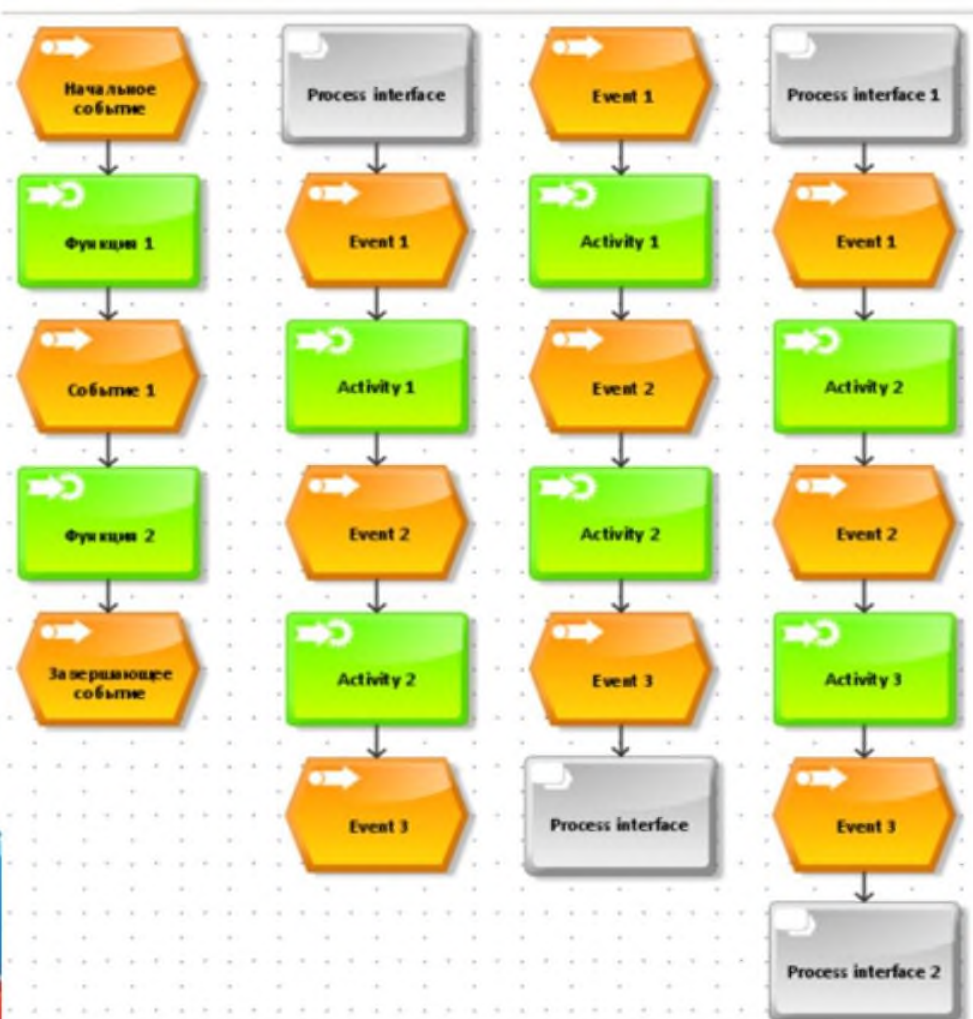 Начальное
событие
Функция 1
Событие 1
Функция 2
Завершающее
событие
Process interface
Event 1
Activity 1
Event 2
Activity 2
Event 3
Event 1
Activity 1
Event 2
Activity 2
Event 3
Process interface
Process interface 1
Event 1
Activity 2
Event 2
Activity 3
Event 3
Process interface 2